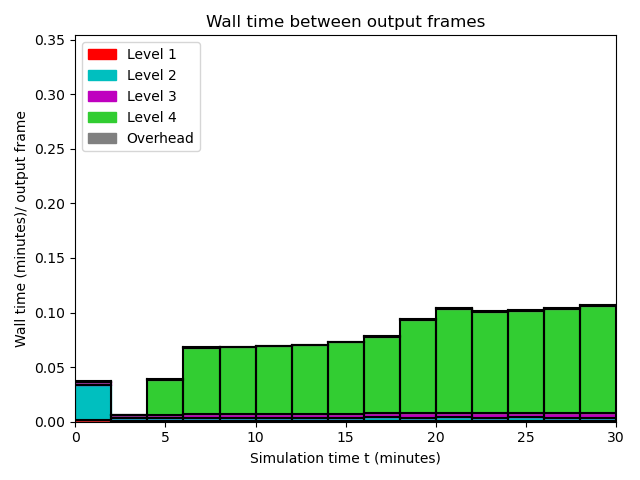 Wall time between output frames
Wall time (minutes)/ output frame
0.35
0.30
0.25
0.20
0.15
0.10
0.05
0.00
Level 1
Level 2
Level 3
Level 4
Overhead
0 5 10 15 20 25 30
Simulation time t (minutes)